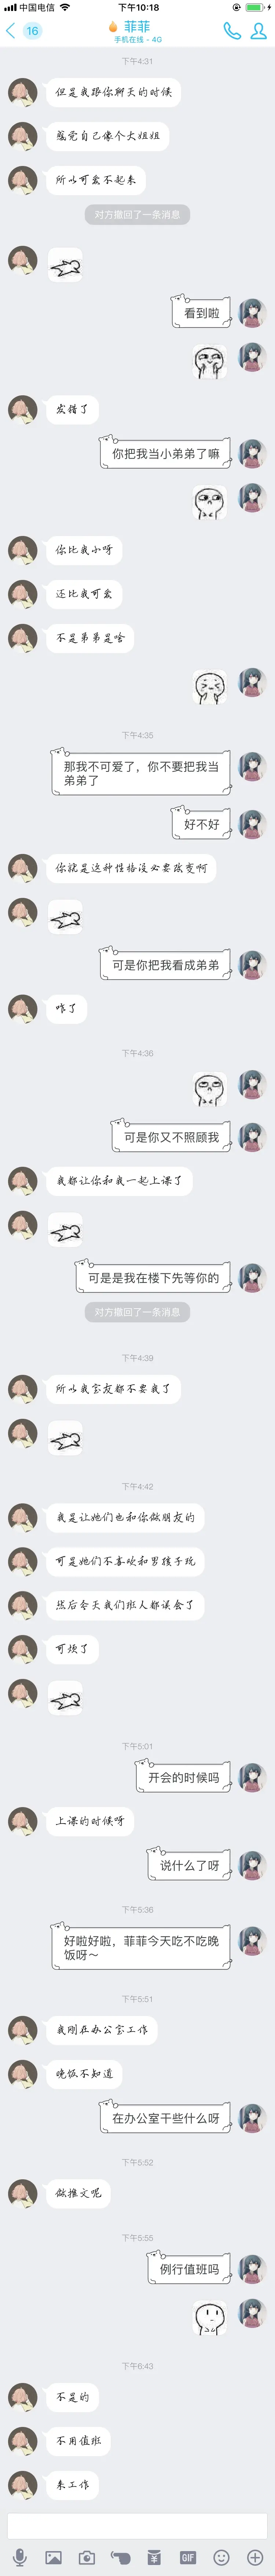 中国电信
下午10:18
16
菲菲
手机在线 - 4G
下午4:31
但是我跟你聊天的时候
感觉自己像个大姐姐
所以可爱不起来
对方撤回了一条消息
看到啦
发错了
你把我当小弟弟了嘛
你比我小呀
还比我可爱
不是弟弟是啥
下午4:35
那我不可爱了，你不要把我当
弟弟了
好不好
你就是这种性格没必要改变啊
可是你把我看成弟弟
咋了
下午4:36
可是你又不照顾我
我都让你和我一起上课了
可是是我在楼下先等你的
对方撤回了一条消息
下午4:39
所以我室友都不要我了
下午4:42
我是让她们也和你做朋友的
可是她们不喜欢和男孩子玩
然后今天我们班人都误会了
可烦了
下午5:01
开会的时候吗
上课的时候呀
说什么了呀
下午5:36
好啦好啦，菲菲今天吃不吃晚
饭呀～
下午5:51
我刚在办公室工作
晚饭不知道
在办公室干些什么呀
下午5:52
做推文呢
下午5:55
例行值班吗
下午6:43
不是的
不用值班
来工作
GIF